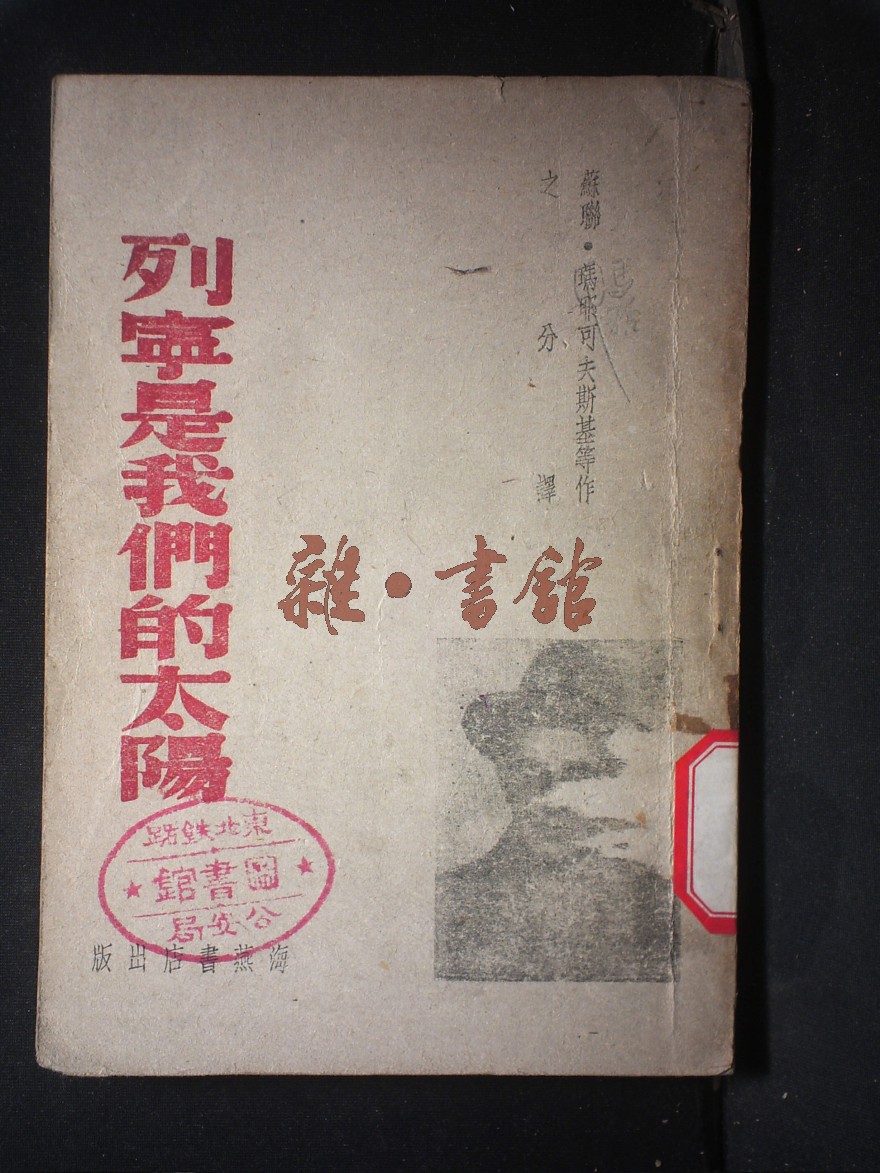 蘇聯·瑪耶可夫斯基等作
之分譯
列寧是我們的太陽
雜·書館
東北鉄路
圖書館
公安局
海燕書店出版